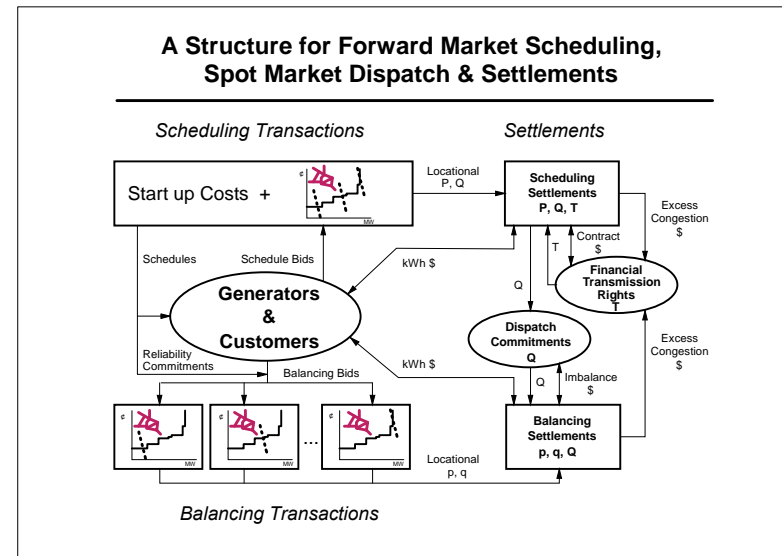 A Structure for Forward Market Scheduling,
Spot Market Dispatch & Settlements
Scheduling Transactions
Settlements
Start up Costs +
¢
MW
Locational
P, Q
Scheduling
Settlements
P, Q, T
Excess
Congestion
$
Schedules
Schedule Bids
kWh $
T
Contract
$
Financial
Transmission
Rights
T
Generators
&
Customers
Q
Dispatch
Commitments
Q
Reliability
Commitments
Balancing Bids
kWh $
Q
Imbalance
$
Excess
Congestion
$
¢
MW
¢
MW
...
¢
MW
Balancing
Settlements
p, q, Q
Locational
p, q
Balancing Transactions